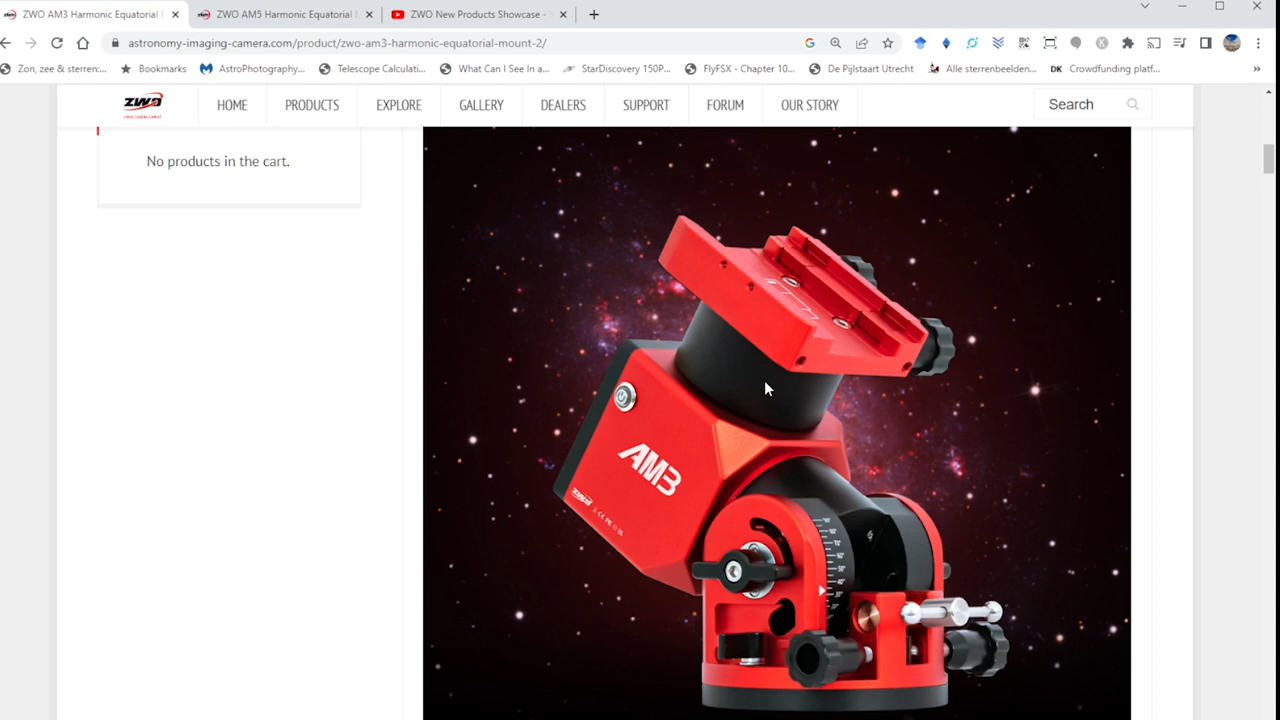 ZWO AM3 Harmonic Equatorial M
ZWO AM5 Harmonic Equatorial M
ZWO New Products Showcase - Y
astronomy-imaging-camera.com/product/zwo-am3-harmonic-equatorial-mount-2/
Zon, zee & sterren:...
Bookmarks
AstroPhotography...
Telescope Calculati...
What Can I See In a...
StarDiscovery 150P...
FlyFSX - Chapter 10...
De Pijlstaart Utrecht
Alle sterrenbeelden...
DK Crowdfunding platf...
»
ZWO
HOME
PRODUCTS
EXPLORE
GALLERY
DEALERS
SUPPORT
FORUM
OUR STORY
Search
No products in the cart.
AM3
ZWO